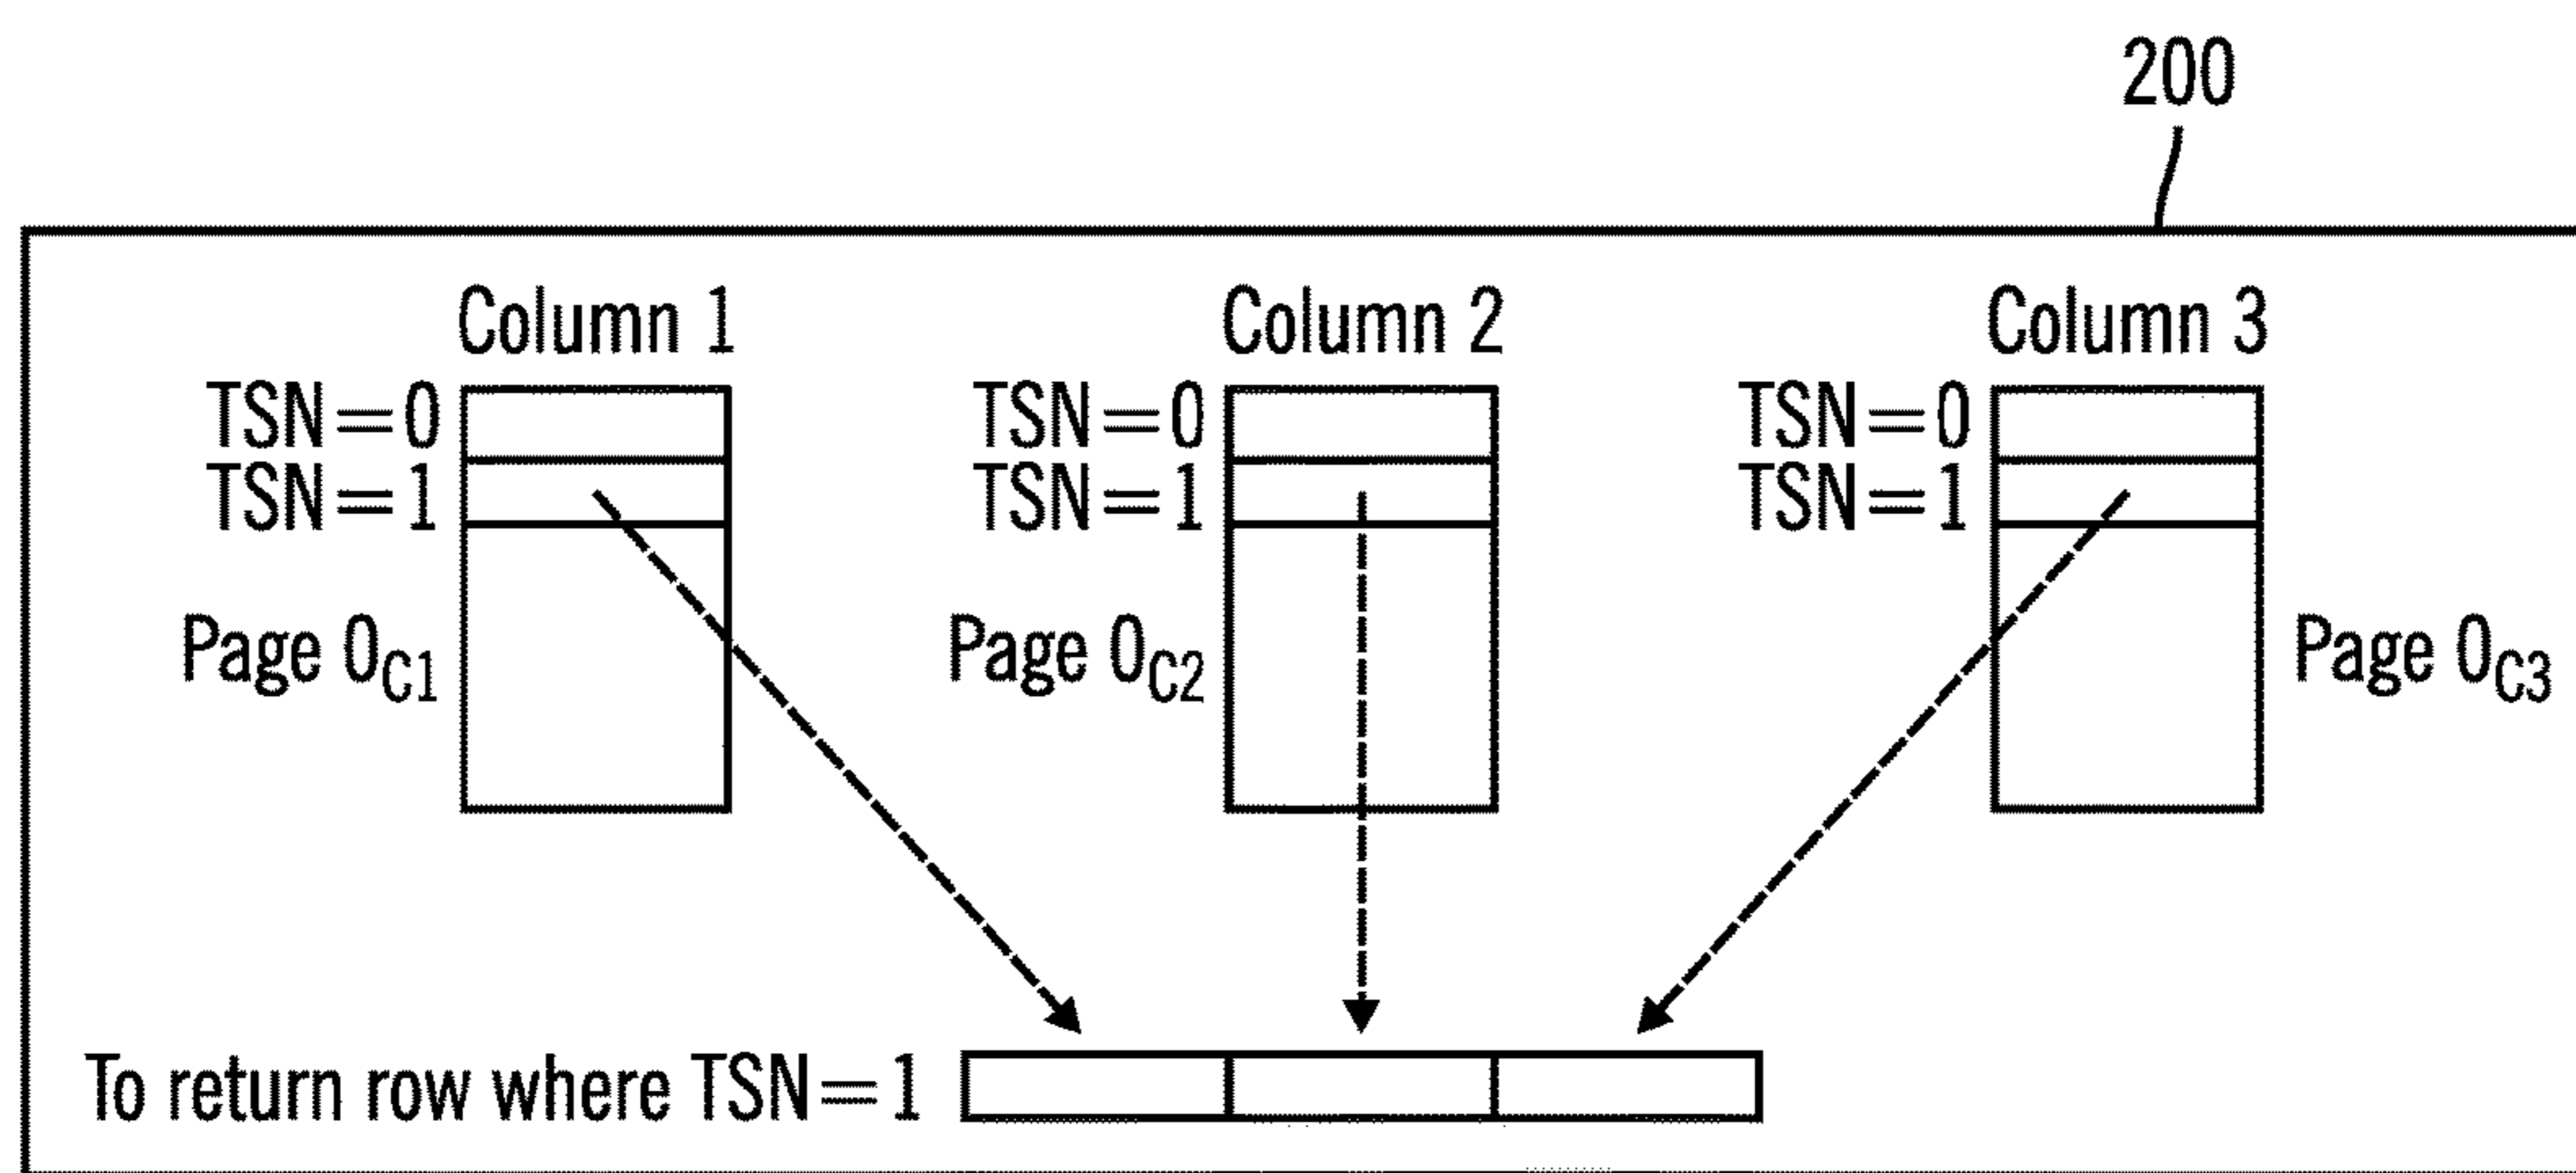 200
Column 1 Column 2 Column 3
TSN=0 TSN=0 TSN=0
TSN=1 TSN=1 TSN=1
Page 0C1 Page 0C2 Page 0C3
To return row where TSN=1